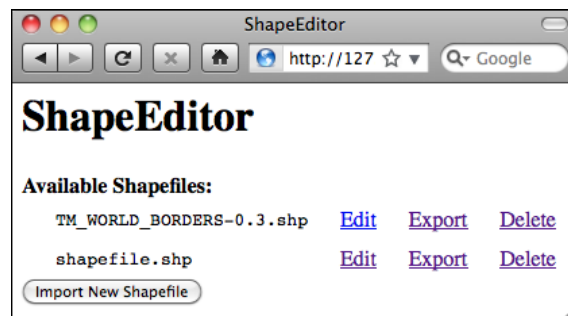 ShapeEditor
http://127 Google
ShapeEditor
Available Shapefiles:
TM_WORLD_BORDERS-0.3.shp Edit Export Delete
shapefile.shp Edit Export Delete
Import New Shapefile